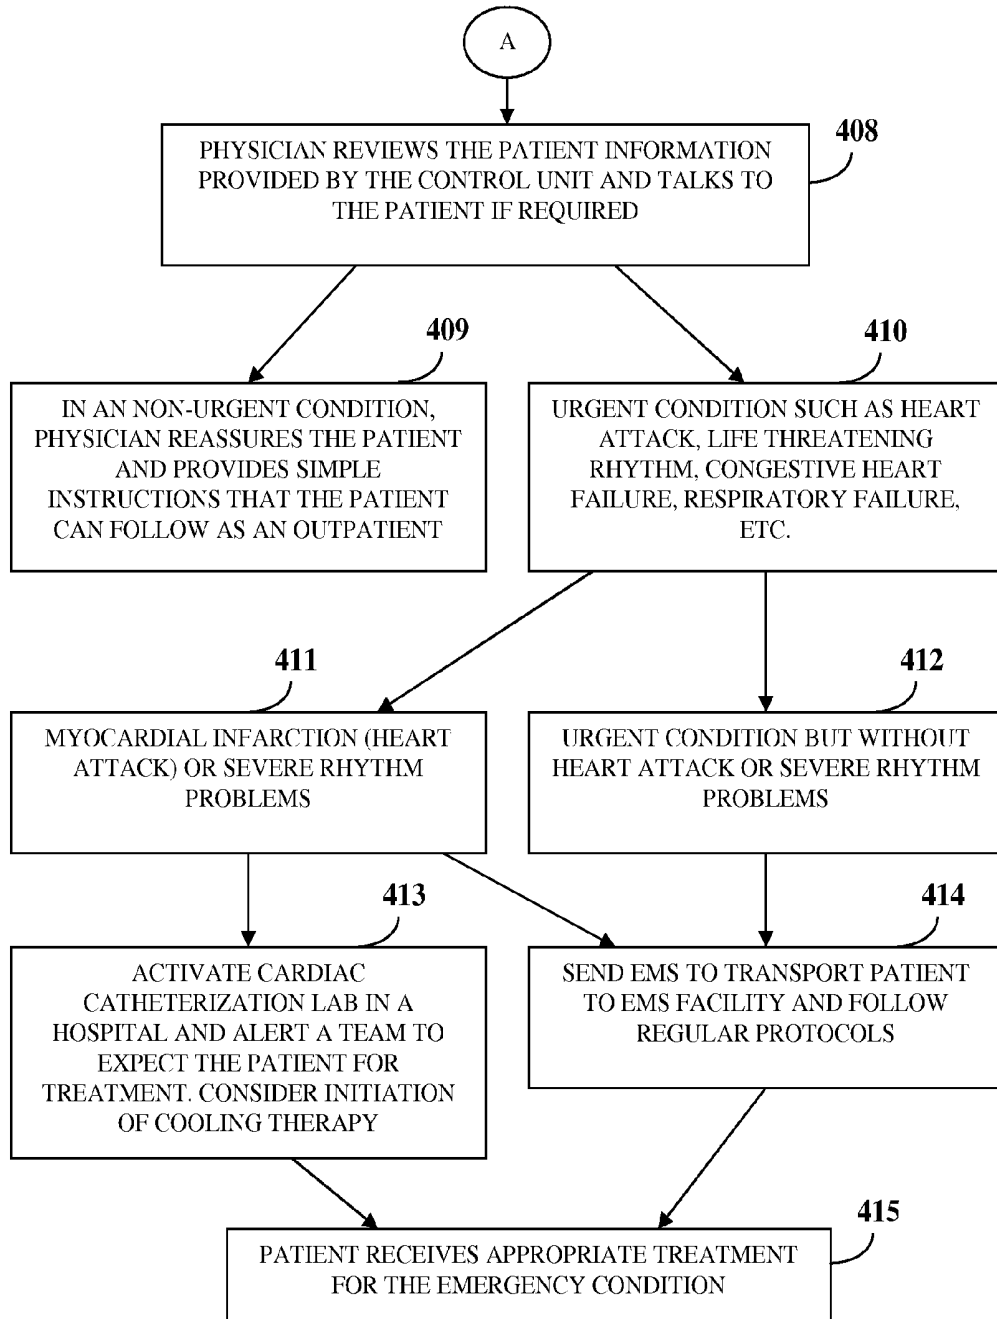 A
408
PHYSICIAN REVIEWS THE PATIENT INFORMATION
PROVIDED BY THE CONTROL UNIT AND TALKS TO
THE PATIENT IF REQUIRED
409
IN AN NON-URGENT CONDITION,
PHYSICIAN REASSURES THE PATIENT
AND PROVIDES SIMPLE
INSTRUCTIONS THAT THE PATIENT
CAN FOLLOW AS AN OUTPATIENT
410
URGENT CONDITION SUCH AS HEART
ATTACK, LIFE THREATENING
RHYTHM, CONGESTIVE HEART
FAILURE, RESPIRATORY FAILURE,
ETC.
411
MYOCARDIAL INFARCTION (HEART
ATTACK) OR SEVERE RHYTHM
PROBLEMS
412
URGENT CONDITION BUT WITHOUT
HEART ATTACK OR SEVERE RHYTHM
PROBLEMS
413
ACTIVATE CARDIAC
CATHETERIZATION LAB IN A
HOSPITAL AND ALERT A TEAM TO
EXPECT THE PATIENT FOR
TREATMENT. CONSIDER INITIATION
OF COOLING THERAPY
414
SEND EMS TO TRANSPORT PATIENT
TO EMS FACILITY AND FOLLOW
REGULAR PROTOCOLS
415
PATIENT RECEIVES APPROPRIATE TREATMENT
FOR THE EMERGENCY CONDITION